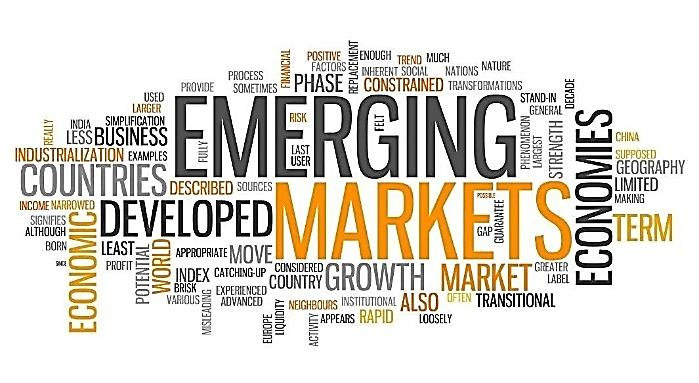 POSITIVE
ENOUGH
TREND
MUCH
REPLACEMENT
FINANCIAL
FACTORS
NATURE
PROCESS
INHERENT SOCIAL
NATIONS
PROVIDE
SOMETIMES
PHASE
CONSTRAINED
TRANSFORMATIONS
DECADE
USED
LARGER
STAND-IN
GENERAL
EMERGING
RISK
FELT
LAST
USER
FULLY
REALLY
INDIA
SIMPLIFICATION
LESS
BUSINESS
PHENOMENON
LARGEST
STRENGTH
ECONOMIES
CHINA
INDUSTRIALIZATION
EXAMPLES
SUPPOSED
GEOGRAPHY
COUNTRIES
DESCRIBED
SOURCES
LIMITED
MAKING
INCOME
NARROWED
SIGNIFIES
ALTHOUGH
DEVELOPED
MARKETS
POSSIBLE
GAP
GUARANTEE
TERM
BORN
ECONOMIC
LEAST
SINCE
PROFIT
POTENTIAL
WORLD
APPROPRIATE
MOVE
INDEX
CATCHING-UP
CONSIDERED
COUNTRY
GROWTH
MARKET
GREATER
LABEL
BRISK
VARIOUS
MISLEADING
EXPERIENCED
ADVANCED
NEIGHBOURS
INSTITUTIONAL
ALSO
OFTEN
TRANSITIONAL
EUROPE
LIQUIDITY
ACTIVITY
APPEARS
RAPID
LOOSELY